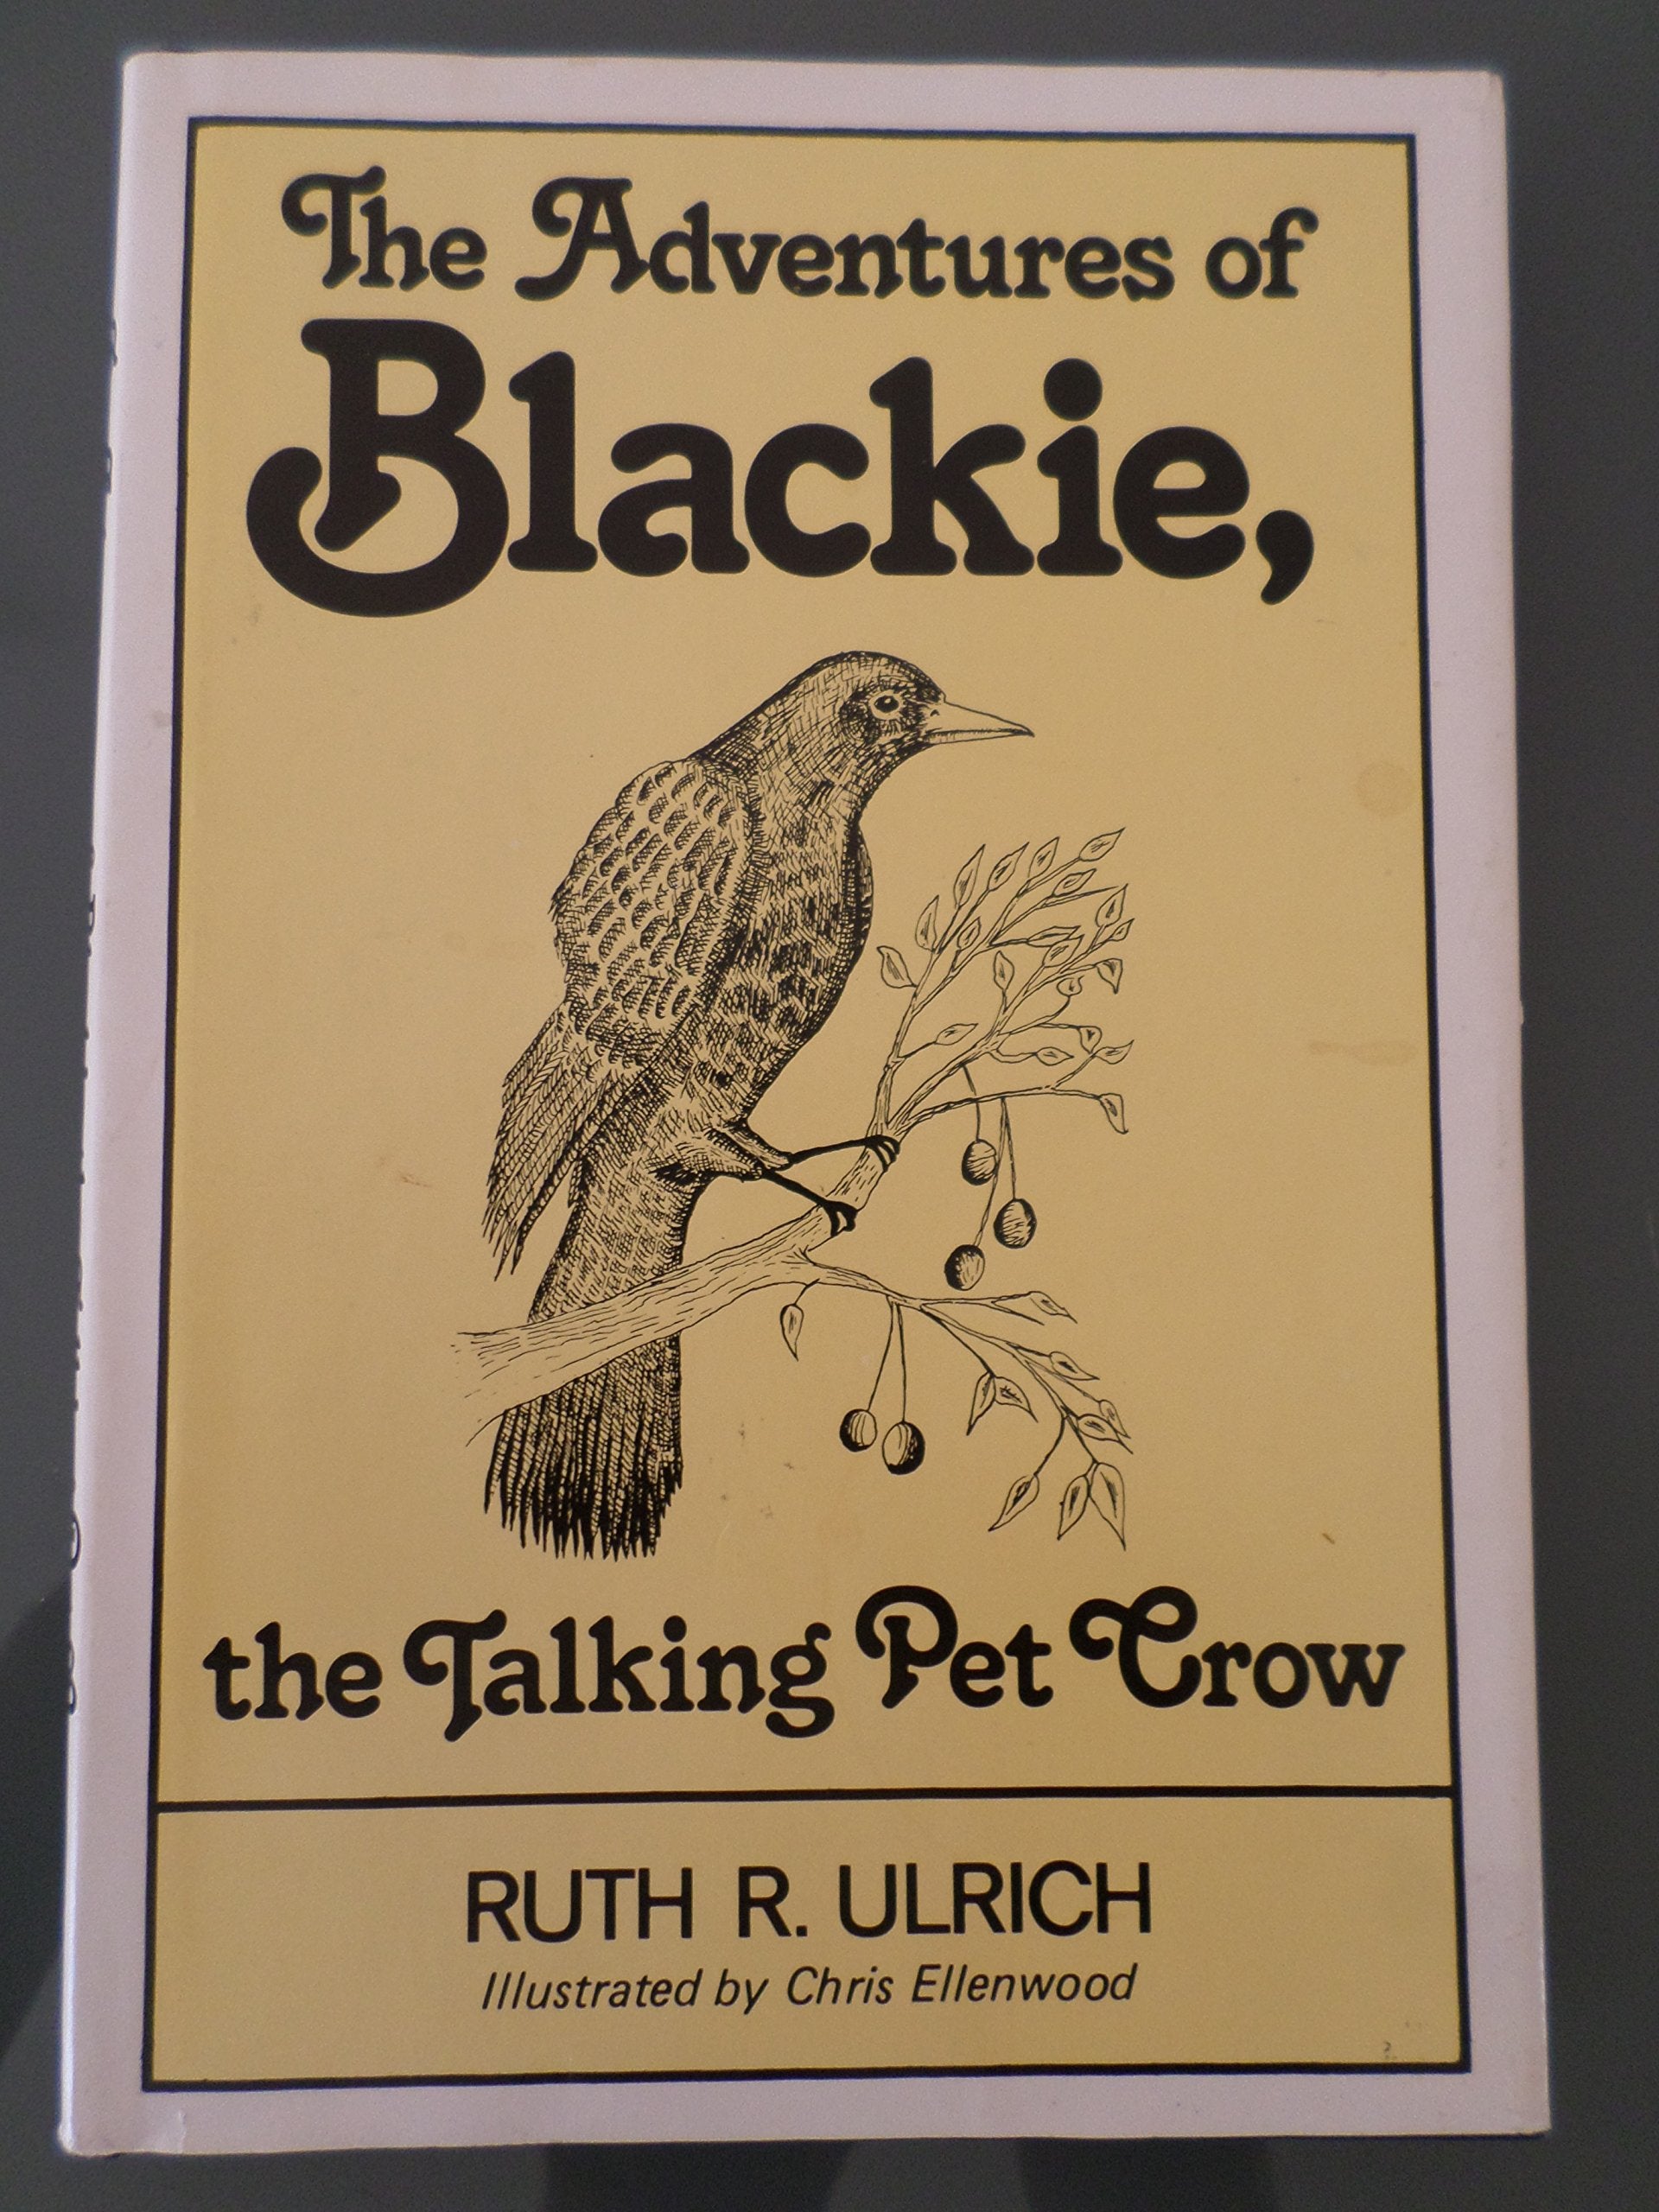 The Adventures of
Blackie,
the Talking Pet Crow
RUTH R. ULRICH
Illustrated by Chris Ellenwood